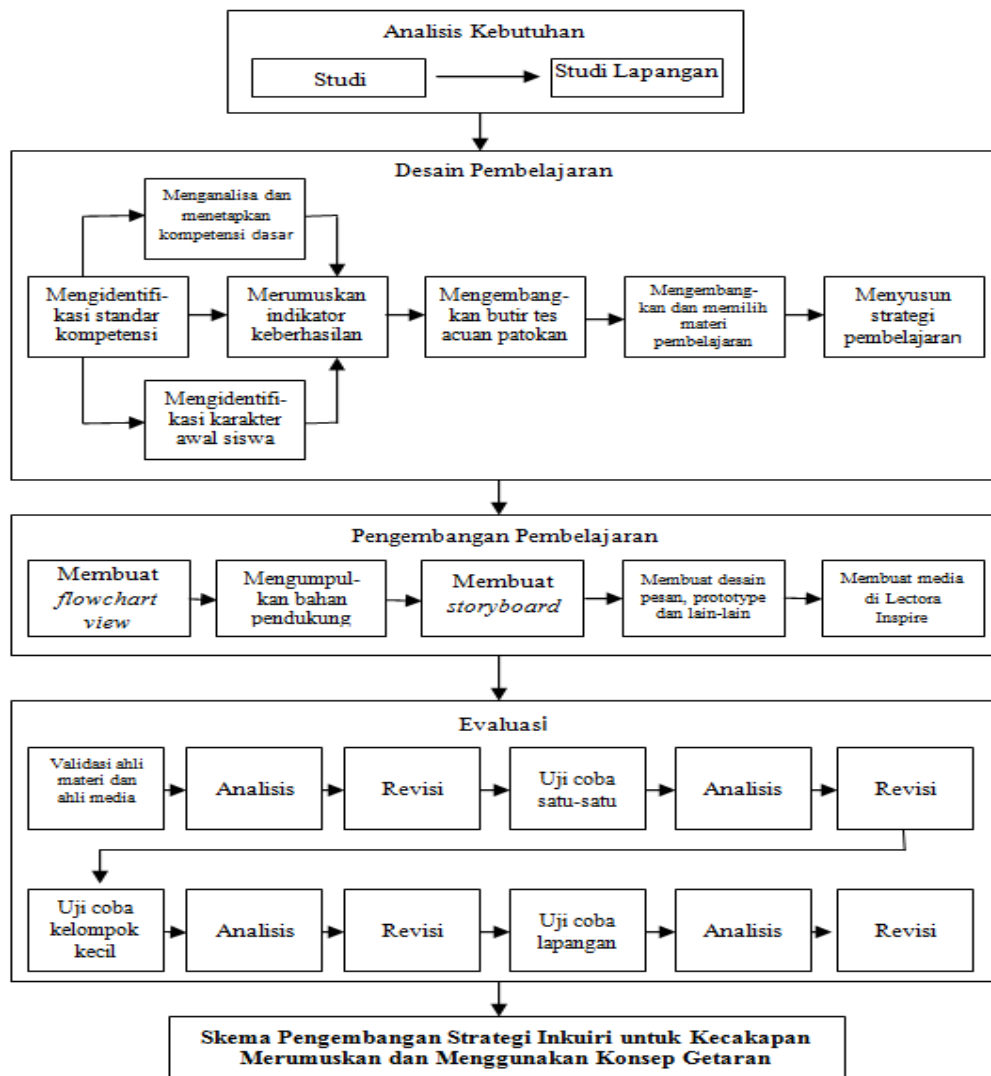 Analisis Kebutuhan
Studi
Studi Lapangan
Desain Pembelajaran
Menganalisa dan
menetapkan
kompetensi dasar
Mengidentifi-
kasi standar
kompetensi
Merumuskan
indikator
keberhasilan
Mengembang-
kan butir tes
acuan patokan
Mengembang-
kan dan memilih
materi
pembelajaran
Menyusun
strategi
pembelajaran
Mengidentifi-
kasi karakter
awal siswa
Pengembangan Pembelajaran
Membuat
flowchart
view
Mengumpul-
kan bahan
pendukung
Membuat
storyboard
Membuat desain
pesan, prototype
dan lain-lain
Membuat media
di Lectora
Inspire
Evaluasi
Validasi ahli
materi dan
ahli media
Analisis
Revisi
Uji coba
satu-satu
Analisis
Revisi
Uji coba
kelompok
kecil
Analisis
Revisi
Uji coba
lapangan
Analisis
Revisi
Skema Pengembangan Strategi Inkuiri untuk Kecakapan
Merumuskan dan Menggunakan Konsep Getaran